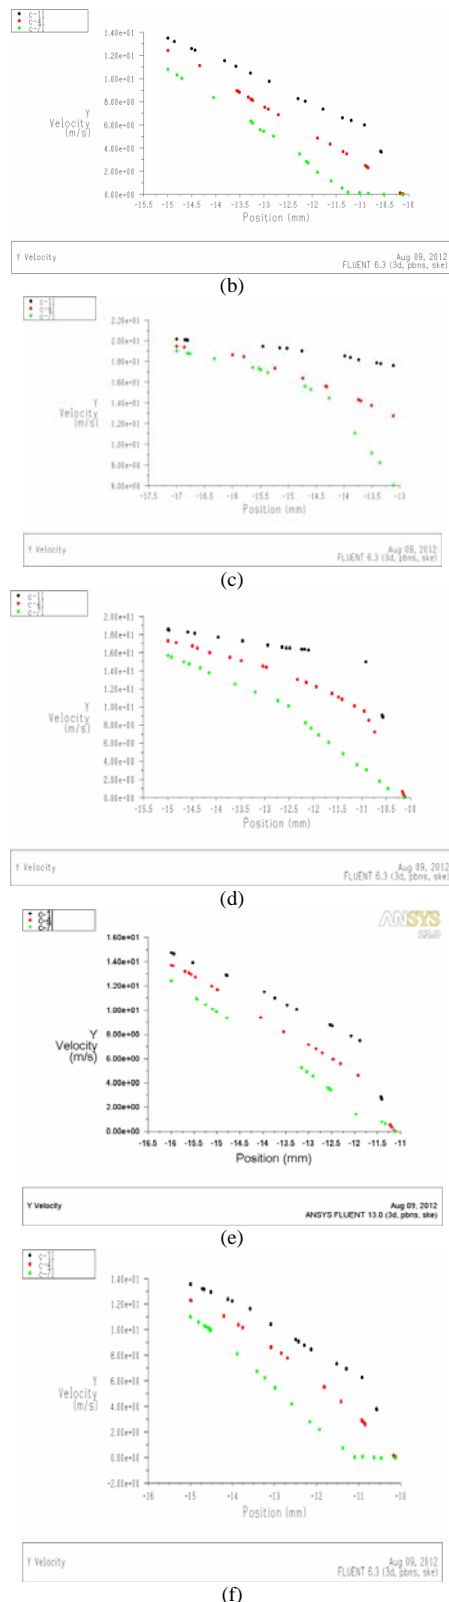 c-1
c-4
c-7
1.40e+01
1.20e+01
1.00e+01
8.00e+00
6.00e+00
4.00e+00
2.00e+00
0.00e+00
Y
Velocity
(m/s)
-15.5 -15 -14.5 -14 -13.5 -13 -12.5 -12 -11.5 -11 -10.5 -10
Position (mm)
Y Velocity
Aug 09, 2012
FLUENT 6.3 (3d, pbns, ske)
(b)
2.20e+01
2.00e+01
1.80e+01
1.60e+01
1.40e+01
1.20e+01
1.00e+01
8.00e+00
6.00e+00
Y
Velocity
(m/s)
-17.5 -17 -16.5 -16 -15.5 -15 -14.5 -14 -13.5 -13
Position (mm)
Y Velocity
Aug 09, 2012
FLUENT 6.3 (3d, pbns, ske)
(c)
2.00e+01
1.80e+01
1.60e+01
1.40e+01
1.20e+01
1.00e+01
8.00e+00
6.00e+00
4.00e+00
2.00e+00
0.00e+00
Y
Velocity
(m/s)
-15.5 -15 -14.5 -14 -13.5 -13 -12.5 -12 -11.5 -11 -10.5 -10
Position (mm)
Y Velocity
Aug 09, 2012
FLUENT 6.3 (3d, pbns, ske)
(d)
c-1
c-4
c-7
ANSYS
13.0
1.60e+01
1.40e+01
1.20e+01
1.00e+01
8.00e+00
6.00e+00
4.00e+00
2.00e+00
0.00e+00
Y
Velocity
(m/s)
-16.5 -16 -15.5 -15 -14.5 -14 -13.5 -13 -12.5 -12 -11.5 -11
Position (mm)
Y Velocity
Aug 09, 2012
ANSYS FLUENT 13.0 (3d, pbns, ske)
(e)
c-1
c-4
c-7
1.40e+01
1.20e+01
1.00e+01
8.00e+00
6.00e+00
4.00e+00
2.00e+00
0.00e+00
-2.00e+00
Y
Velocity
(m/s)
-16 -15 -14 -13 -12 -11 -10
Position (mm)
Y Velocity
Aug 09, 2012
FLUENT 6.3 (3d, pbns, ske)
(f)